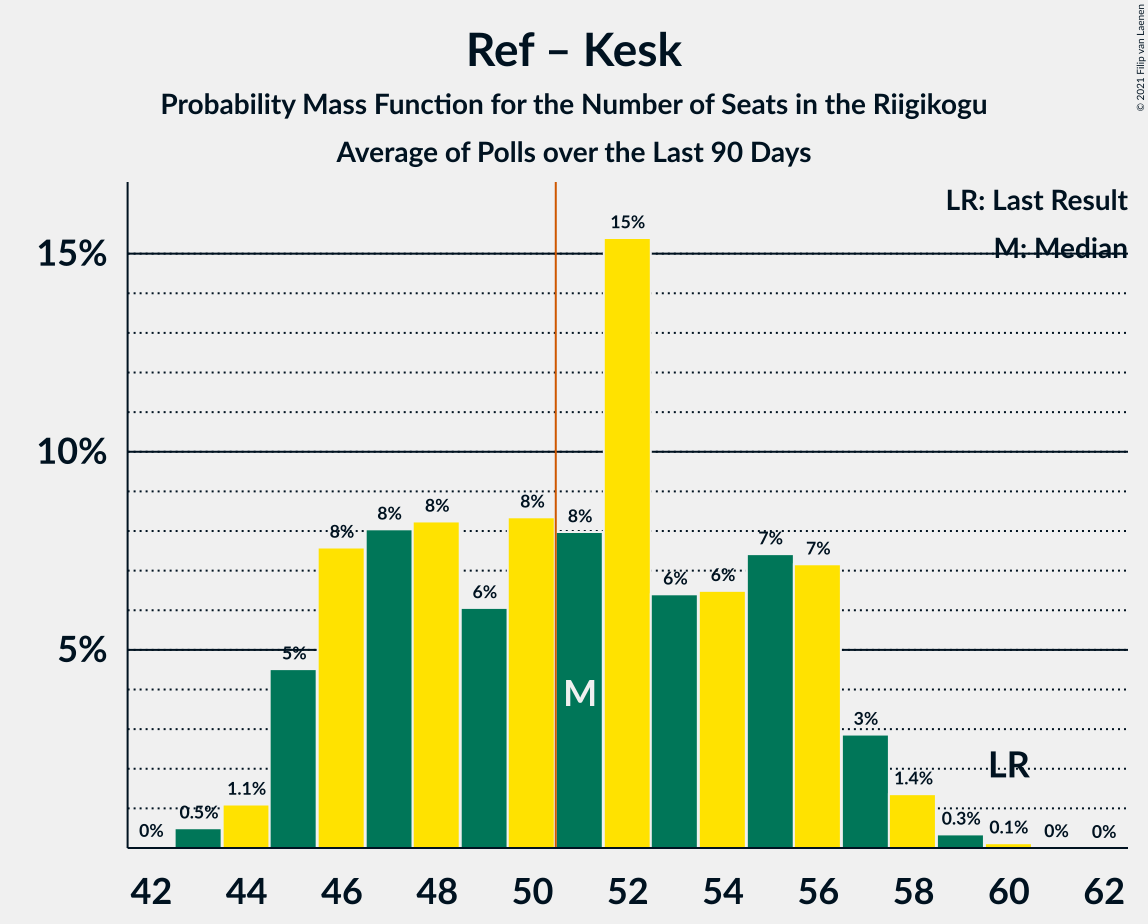 Ref – Kesk
Probability Mass Function for the Number of Seats in the Riigikogu
Average of Polls over the Last 90 Days
© 2021 Filip van Laenen
LR: Last Result
M: Median
15%
10%
5%
0%
0.5%
1.1%
5%
8%
8%
8%
6%
8%
8%
15%
6%
6%
7%
7%
3%
1.4%
0.3%
0.1%
0%
0%
M
LR
42 44 46 48 50 52 54 56 58 60 62